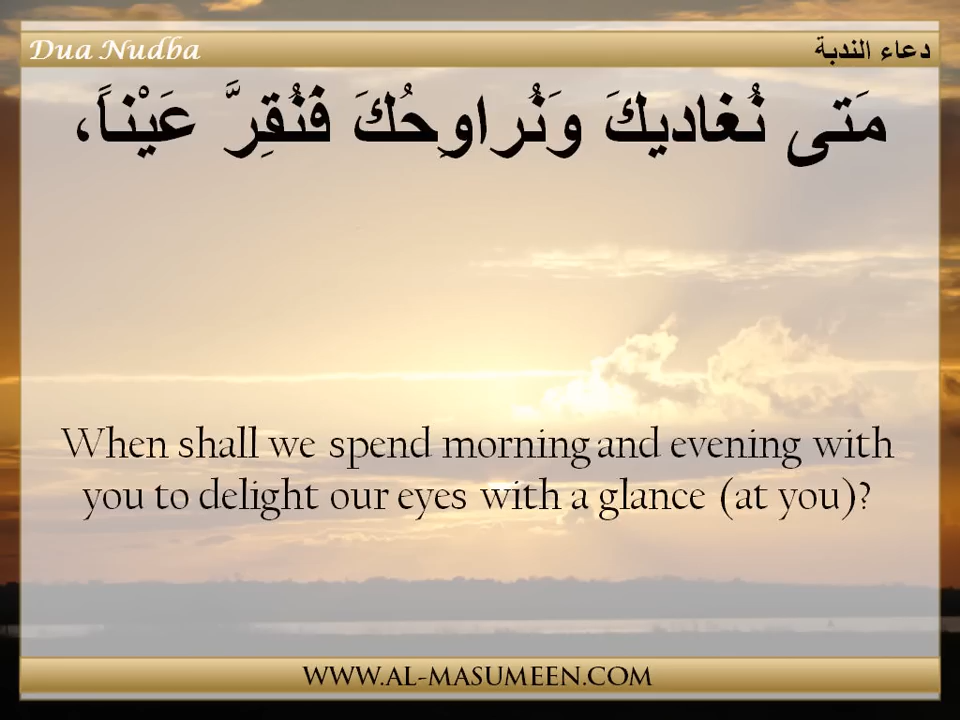 Dua Nudba
دعاء الندبة
مَتى نُغاديكَ وَنُراوِحُكَ فَنُقِرَّ عَيْناً،
When shall we spend morning and evening with
you to delight our eyes with a glance (at you)?
WWW.AL-MASUMEEN.COM